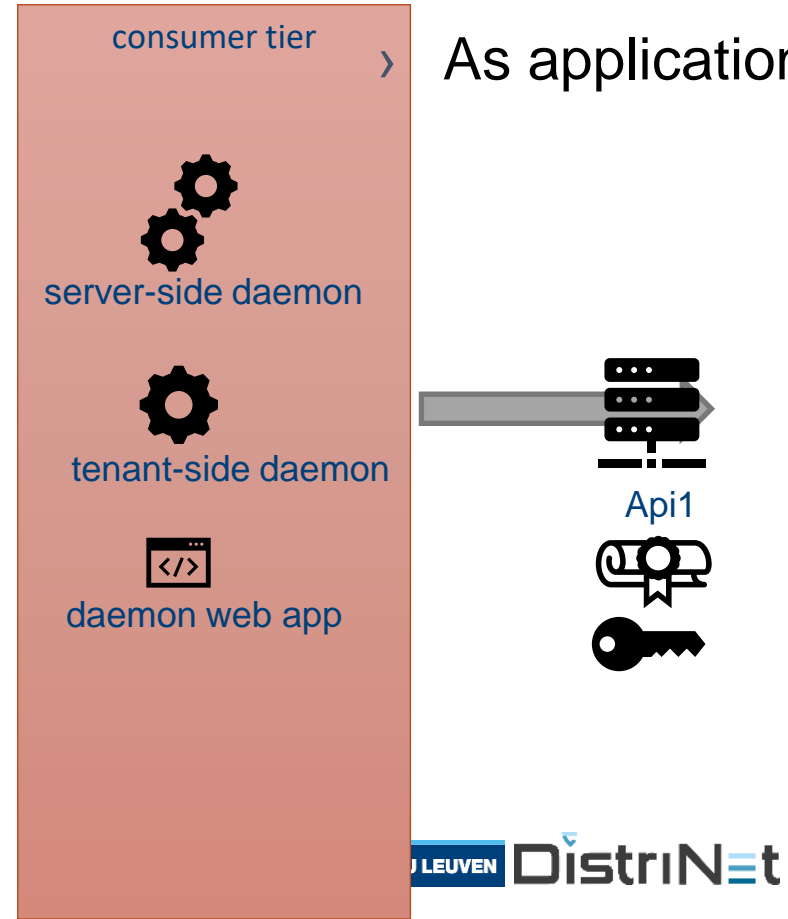 consumer tier
› As application
server-side daemon
tenant-side daemon
Api1
</>
daemon web app
J LEUVEN DistriNet